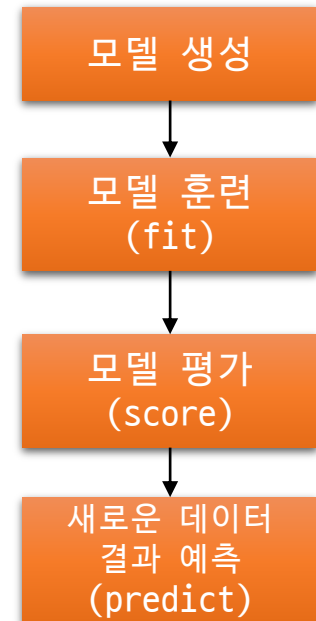 모델 생성
모델 훈련
(fit)
모델 평가
(score)
새로운 데이터
결과 예측
(predict)